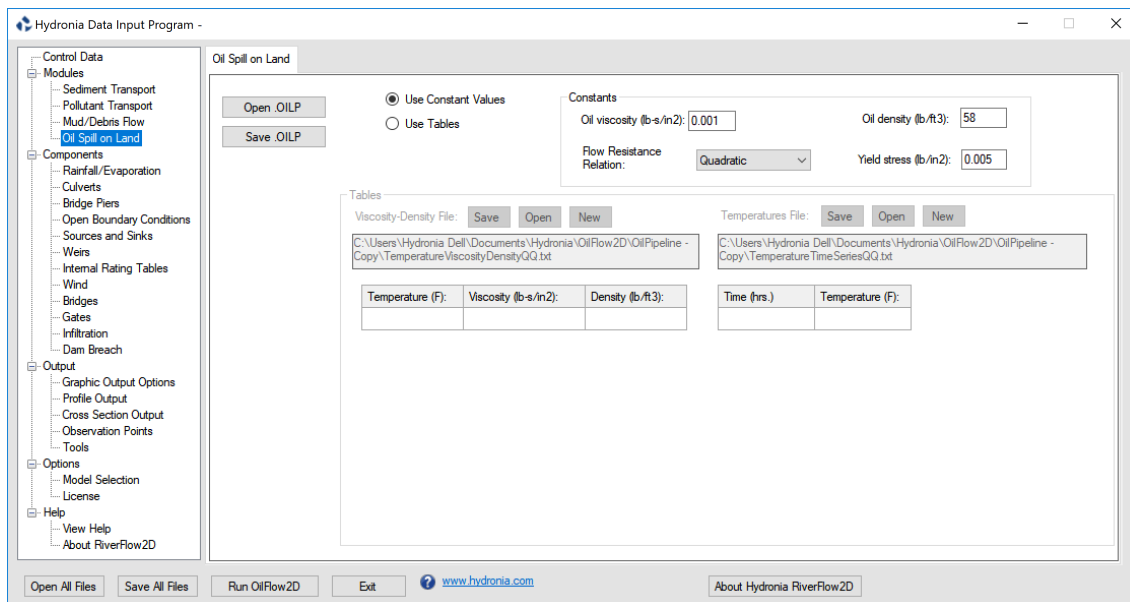 Hydronia Data Input Program -
Control Data
Modules
Sediment Transport
Pollutant Transport
Mud/Debris Flow
Oil Spill on Land
Components
Rainfall/Evaporation
Culverts
Bridge Piers
Open Boundary Conditions
Sources and Sinks
Weirs
Internal Rating Tables
Wind
Bridges
Gates
Infiltration
Dam Breach
Output
Graphic Output Options
Profile Output
Cross Section Output
Observation Points
Tools
Options
Model Selection
License
Help
View Help
About RiverFlow2D
Oil Spill on Land
Open .OILP
Save .OILP
Use Constant Values
Use Tables
Constants
Oil viscosity (lb-s/in2): 0.001
Oil density (lb/ft3): 58
Flow Resistance
Relation: Quadratic
Yield stress (lb/in2): 0.005
Tables
Viscosity-Density File: Save Open New
C:\Users\Hydronia Dell\Documents\Hydronia\OilFlow2D\OilPipeline -
Copy\TemperatureViscosityDensityQQ.txt
Temperature (F): Viscosity (lb-s/in2): Density (lb/ft3):
Temperatures File: Save Open New
C:\Users\Hydronia Dell\Documents\Hydronia\OilFlow2D\OilPipeline -
Copy\TemperatureTimeSeriesQQ.txt
Time (hrs.) Temperature (F):
Open All Files Save All Files Run OilFlow2D Exit ? www.hydronia.com About Hydronia RiverFlow2D